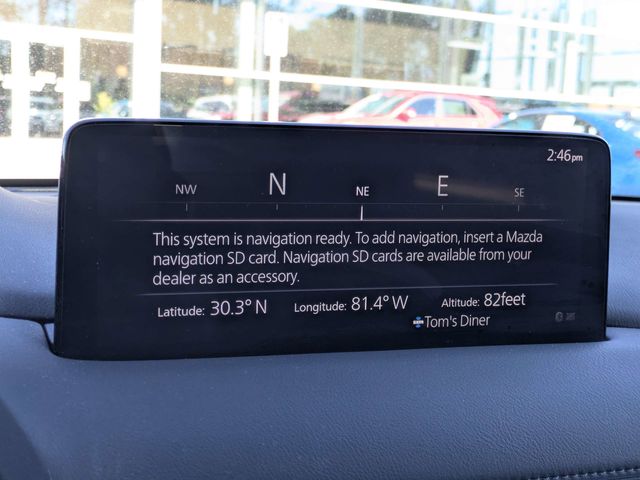 2:46pm
NW N NE E SE
This system is navigation ready. To add navigation, insert a Mazda
navigation SD card. Navigation SD cards are available from your
dealer as an accessory.
Latitude: 30.3° N Longitude: 81.4° W Altitude: 82feet
Tom's Diner